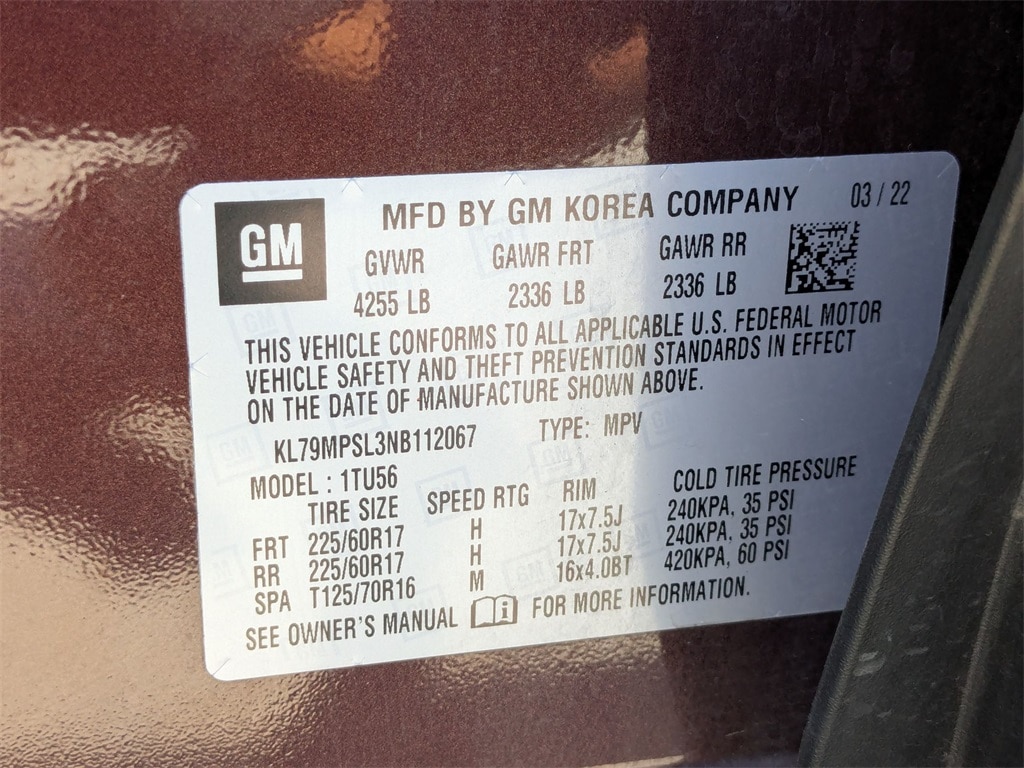 GM
MFD BY GM KOREA COMPANY 03 / 22
GVWR GAWR FRT GAWR RR
4255 LB 2336 LB 2336 LB
THIS VEHICLE CONFORMS TO ALL APPLICABLE U.S. FEDERAL MOTOR
VEHICLE SAFETY AND THEFT PREVENTION STANDARDS IN EFFECT
ON THE DATE OF MANUFACTURE SHOWN ABOVE.
KL79MPSL3NB112067 TYPE: MPV
MODEL : 1TU56
TIRE SIZE SPEED RTG RIM COLD TIRE PRESSURE
FRT 225/60R17 H 17x7.5J 240KPA, 35 PSI
RR 225/60R17 H 17x7.5J 240KPA, 35 PSI
SPA T125/70R16 M 16x4.0BT 420KPA, 60 PSI
SEE OWNER'S MANUAL FOR MORE INFORMATION.